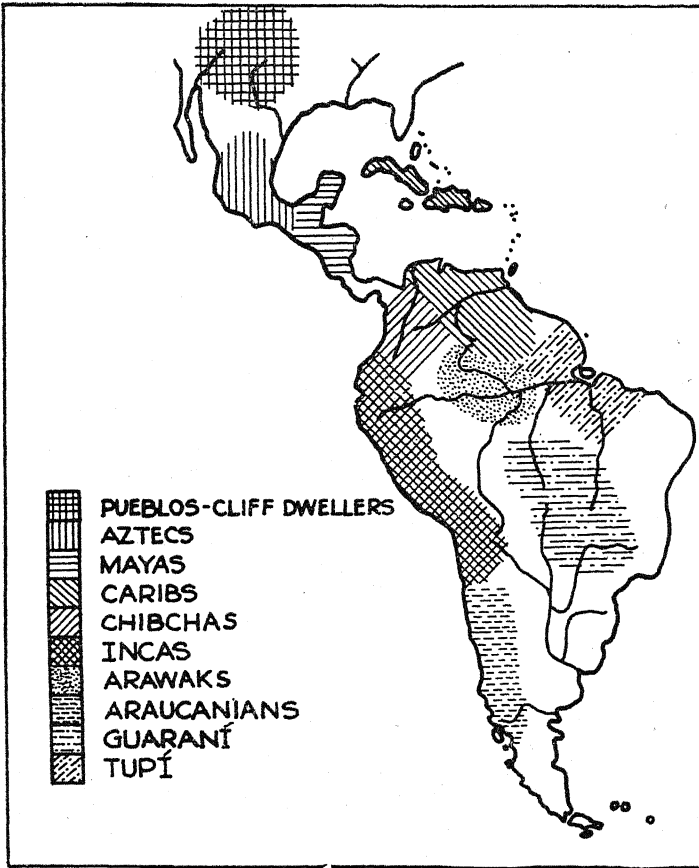 PUEBLOS-CLIFF DWELLERS
AZTECS
MAYAS
CARIBS
CHIBCHAS
INCAS
ARAWAKS
ARAUCANIANS
GUARANÍ
TUPÍ